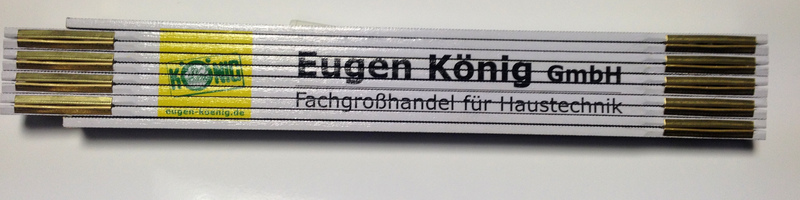 KÖNIG
eugen-koenig.de
Eugen König GmbH
Fachgroßhandel für Haustechnik